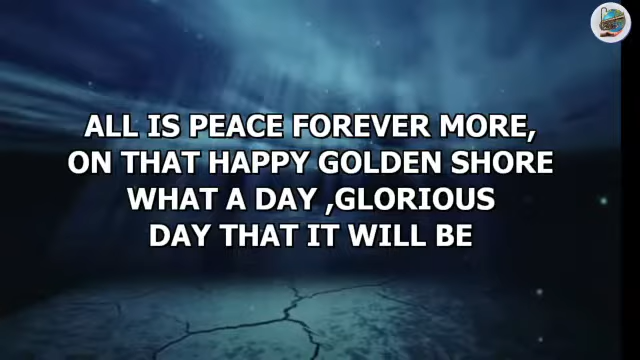 ALL IS PEACE FOREVER MORE,
ON THAT HAPPY GOLDEN SHORE
WHAT A DAY ,GLORIOUS
DAY THAT IT WILL BE